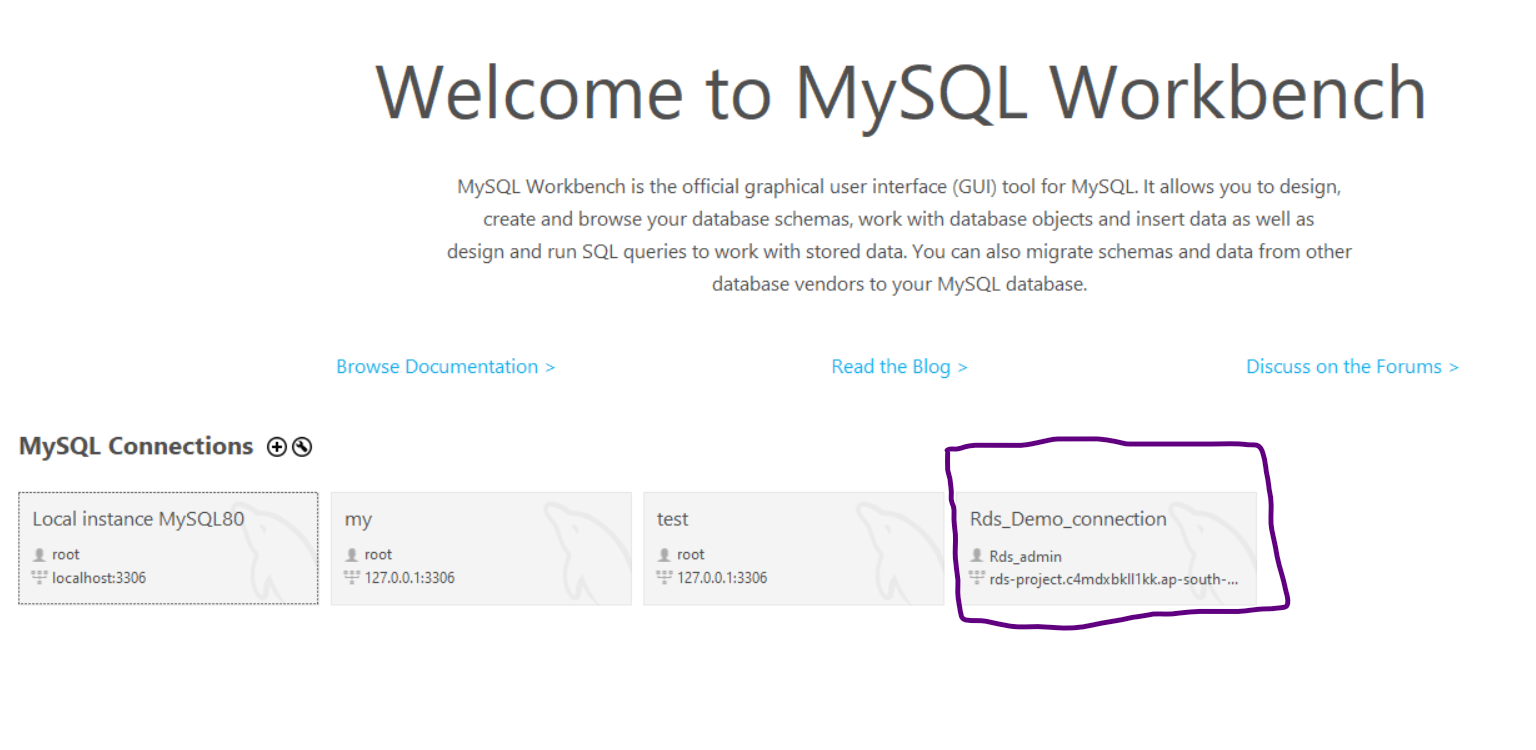 Welcome to MySQL Workbench
MySQL Workbench is the official graphical user interface (GUI) tool for MySQL. It allows you to design,
create and browse your database schemas, work with database objects and insert data as well as
design and run SQL queries to work with stored data. You can also migrate schemas and data from other
database vendors to your MySQL database.
Browse Documentation >
Read the Blog >
Discuss on the Forums >
MySQL Connections
Local instance MySQL80
root
localhost:3306
my
root
127.0.0.1:3306
test
root
127.0.0.1:3306
Rds_Demo_connection
Rds_admin
rds-project.c4mdxbkll1kk.ap-south-...